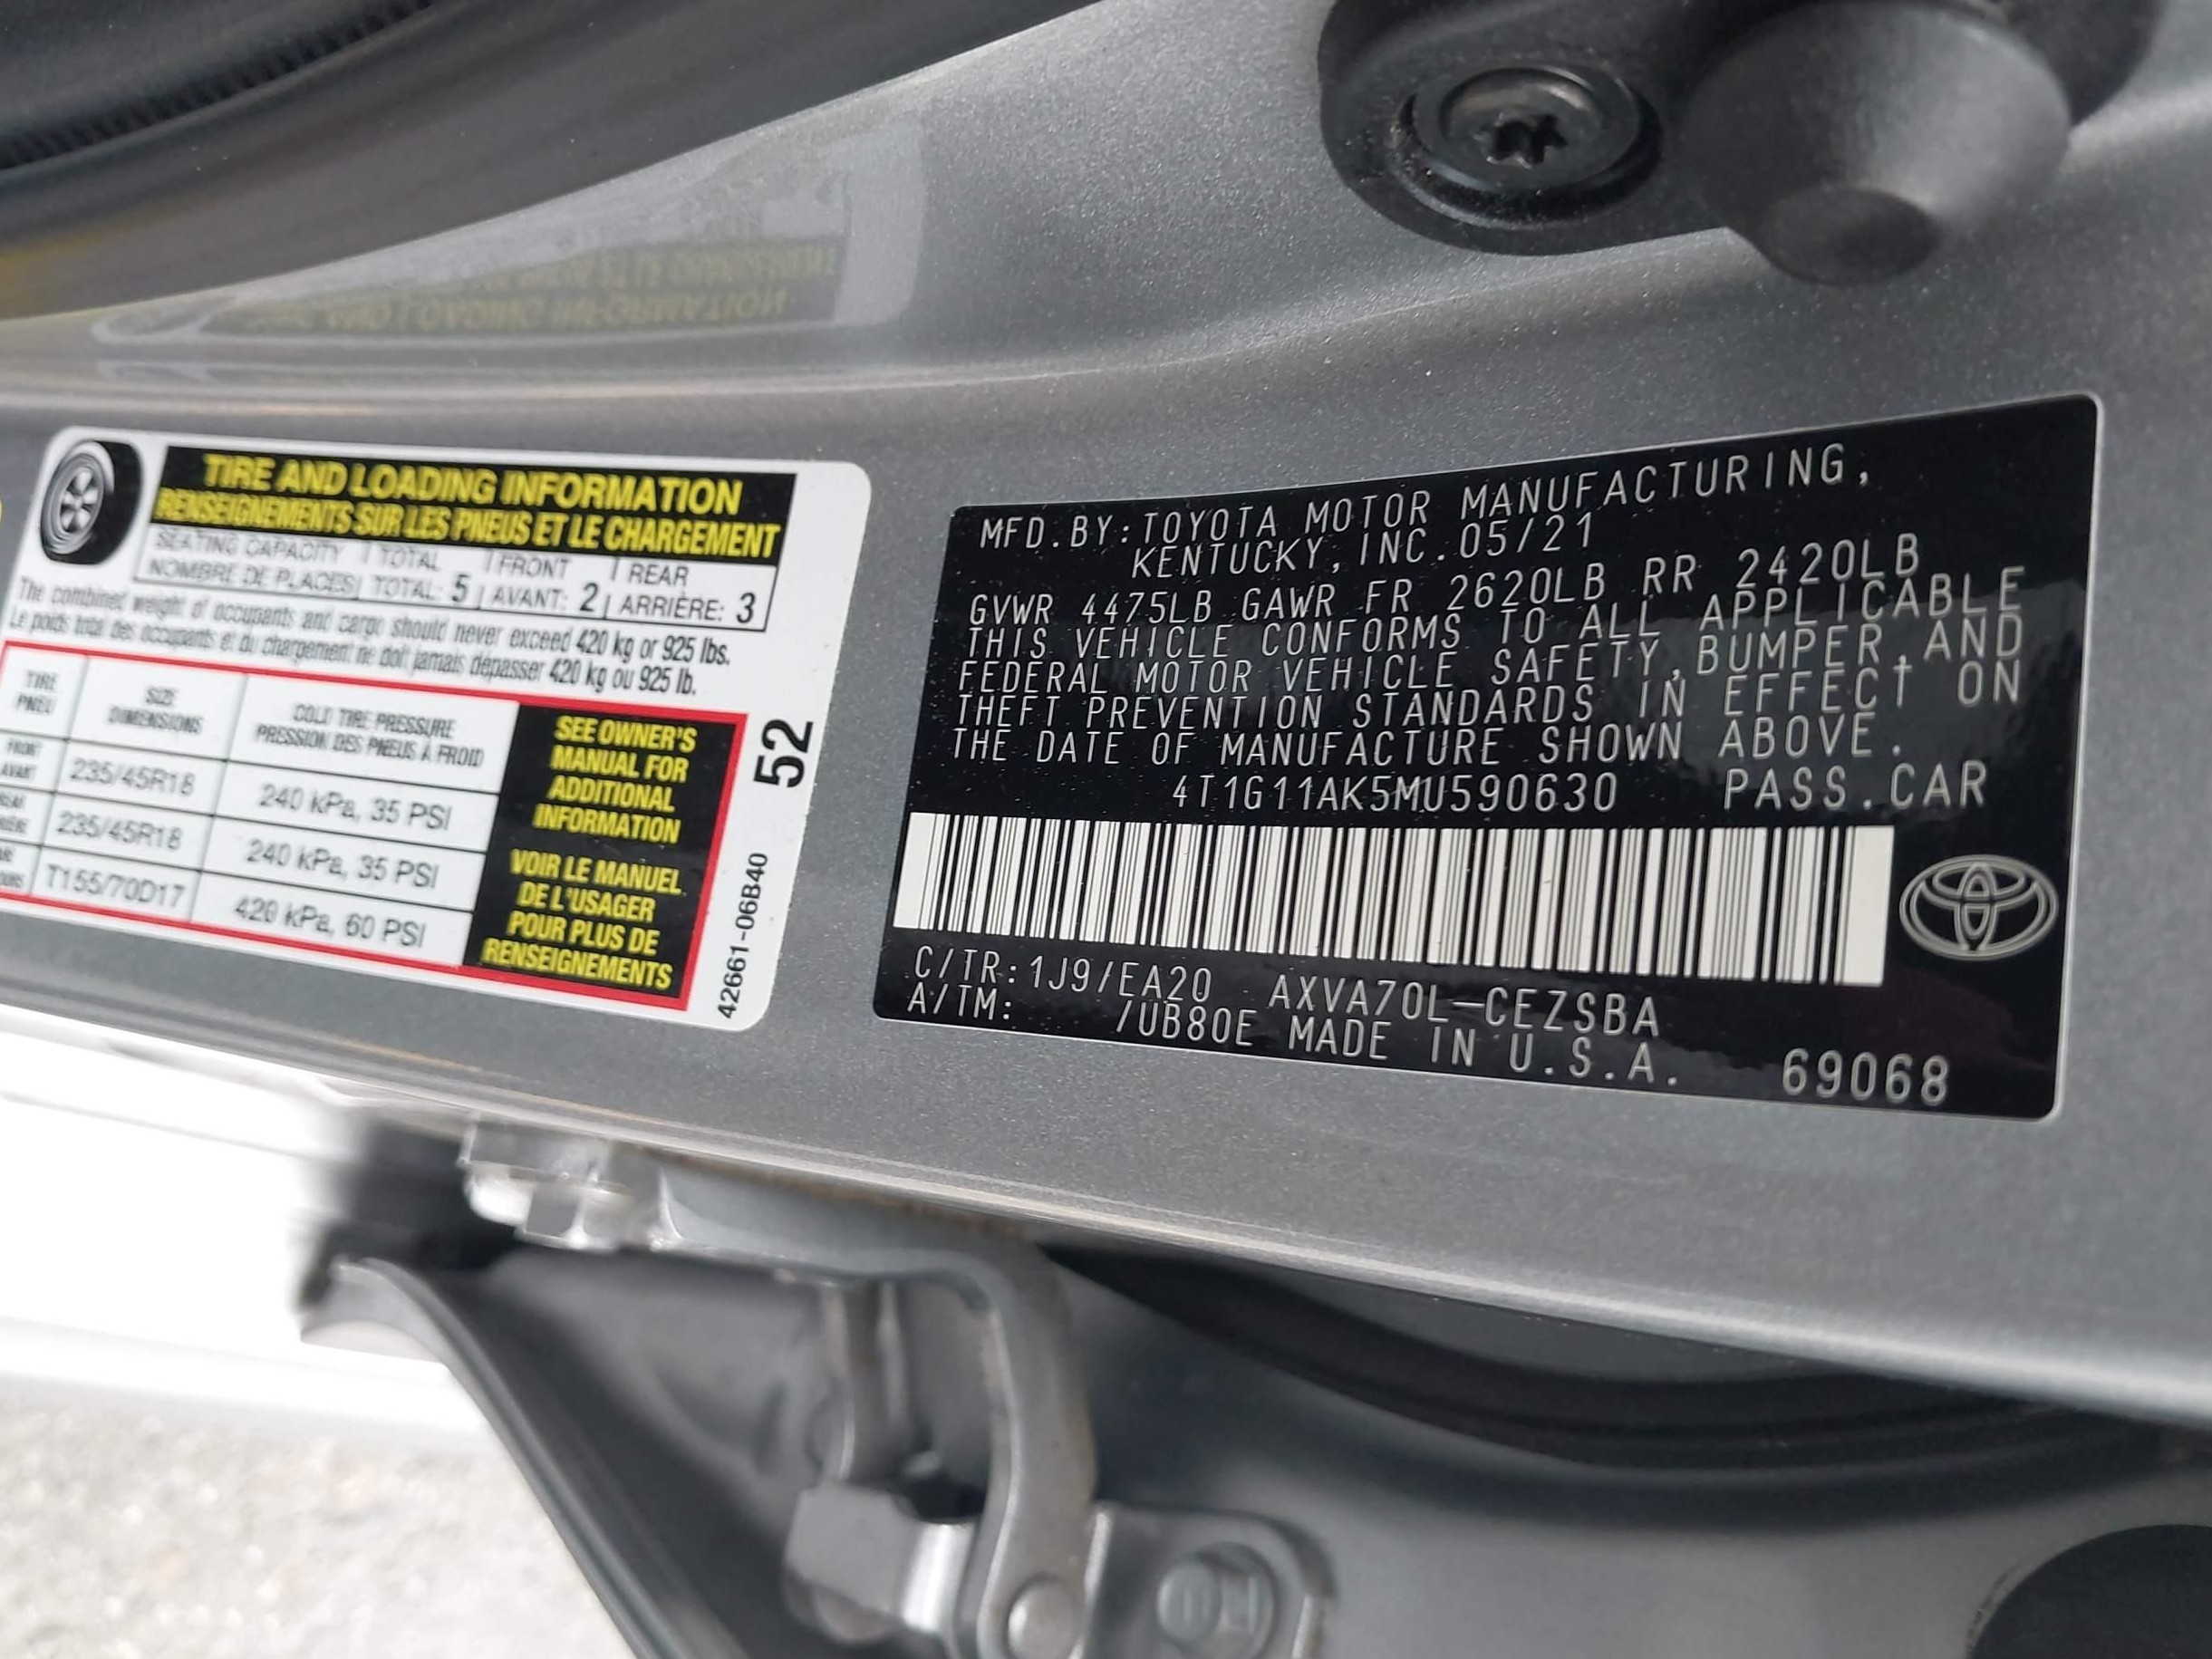 TIRE AND LOADING INFORMATION
RENSEIGNEMENTS SUR LES PNEUS ET LE CHARGEMENT
SEATING CAPACITY | TOTAL | FRONT | REAR
NOMBRE DE PLACES | TOTAL: 5 | AVANT: 2 | ARRIÈRE: 3
The combined weight of occupants and cargo should never exceed 420 kg or 925 lbs.
Le poids total des occupants et du chargement ne doit jamais dépasser 420 kg ou 925 lb.
TIRE SIZE COLD TIRE PRESSURE
PNEU DIMENSIONS PRESSION DES PNEUS À FROID
FRONT
AVANT 235/45R18 240 kPa, 35 PSI
235/45R18 240 kPa, 35 PSI
T155/70D17 420 kPa, 60 PSI
SEE OWNER'S
MANUAL FOR
ADDITIONAL
INFORMATION
VOIR LE MANUEL
DE L'USAGER
POUR PLUS DE
RENSEIGNEMENTS
52
42661-06B40
MFD.BY:TOYOTA MOTOR MANUFACTURING,
KENTUCKY, INC.05/21
GVWR 4475LB GAWR FR 2620LB RR 2420LB
THIS VEHICLE CONFORMS TO ALL APPLICABLE
FEDERAL MOTOR VEHICLE SAFETY,BUMPER,AND
THEFT PREVENTION STANDARDS IN EFFECT ON
THE DATE OF MANUFACTURE SHOWN ABOVE.
4T1G11AK5MU590630 PASS.CAR
C/TR:1J9/EA20 AXVA70L-CEZSBA
A/TM: /UB80E MADE IN U.S.A. 69068